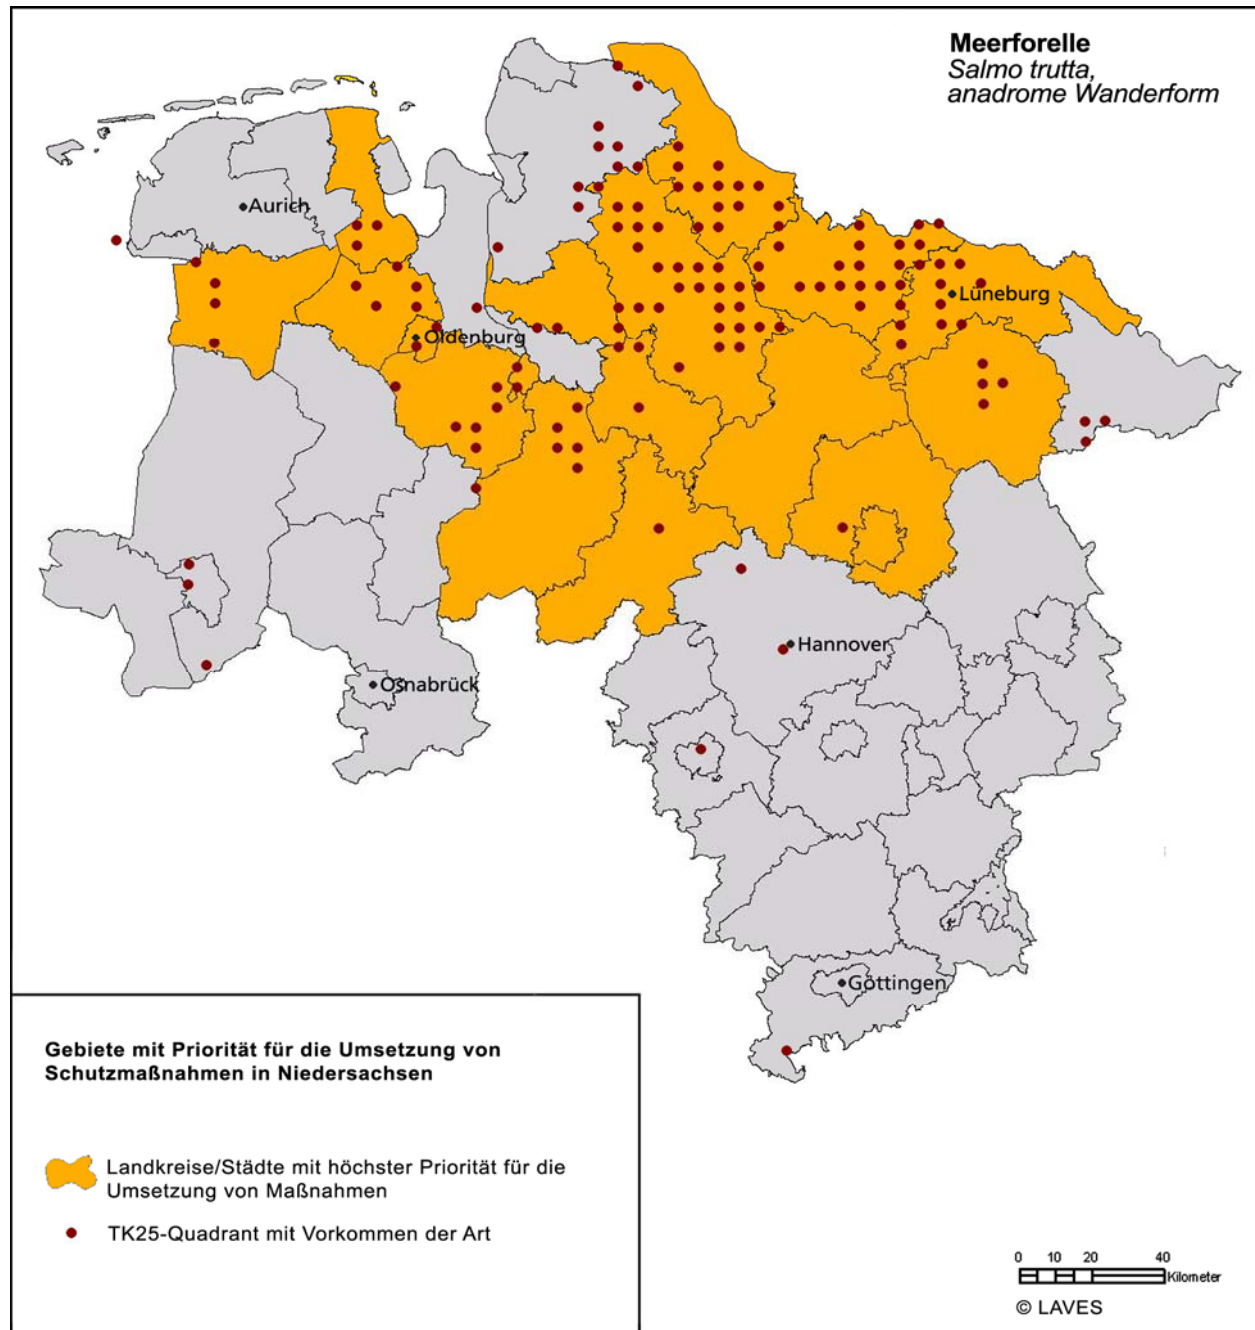 Meerforelle
Salmo trutta,
anadrome Wanderform
Aurich
Lüneburg
Oldenburg
Hannover
Osnabrück
Göttingen
Gebiete mit Priorität für die Umsetzung von
Schutzmaßnahmen in Niedersachsen
Landkreise/Städte mit höchster Priorität für die
Umsetzung von Maßnahmen
TK25-Quadrant mit Vorkommen der Art
0 10 20 40
Kilometer
© LAVES